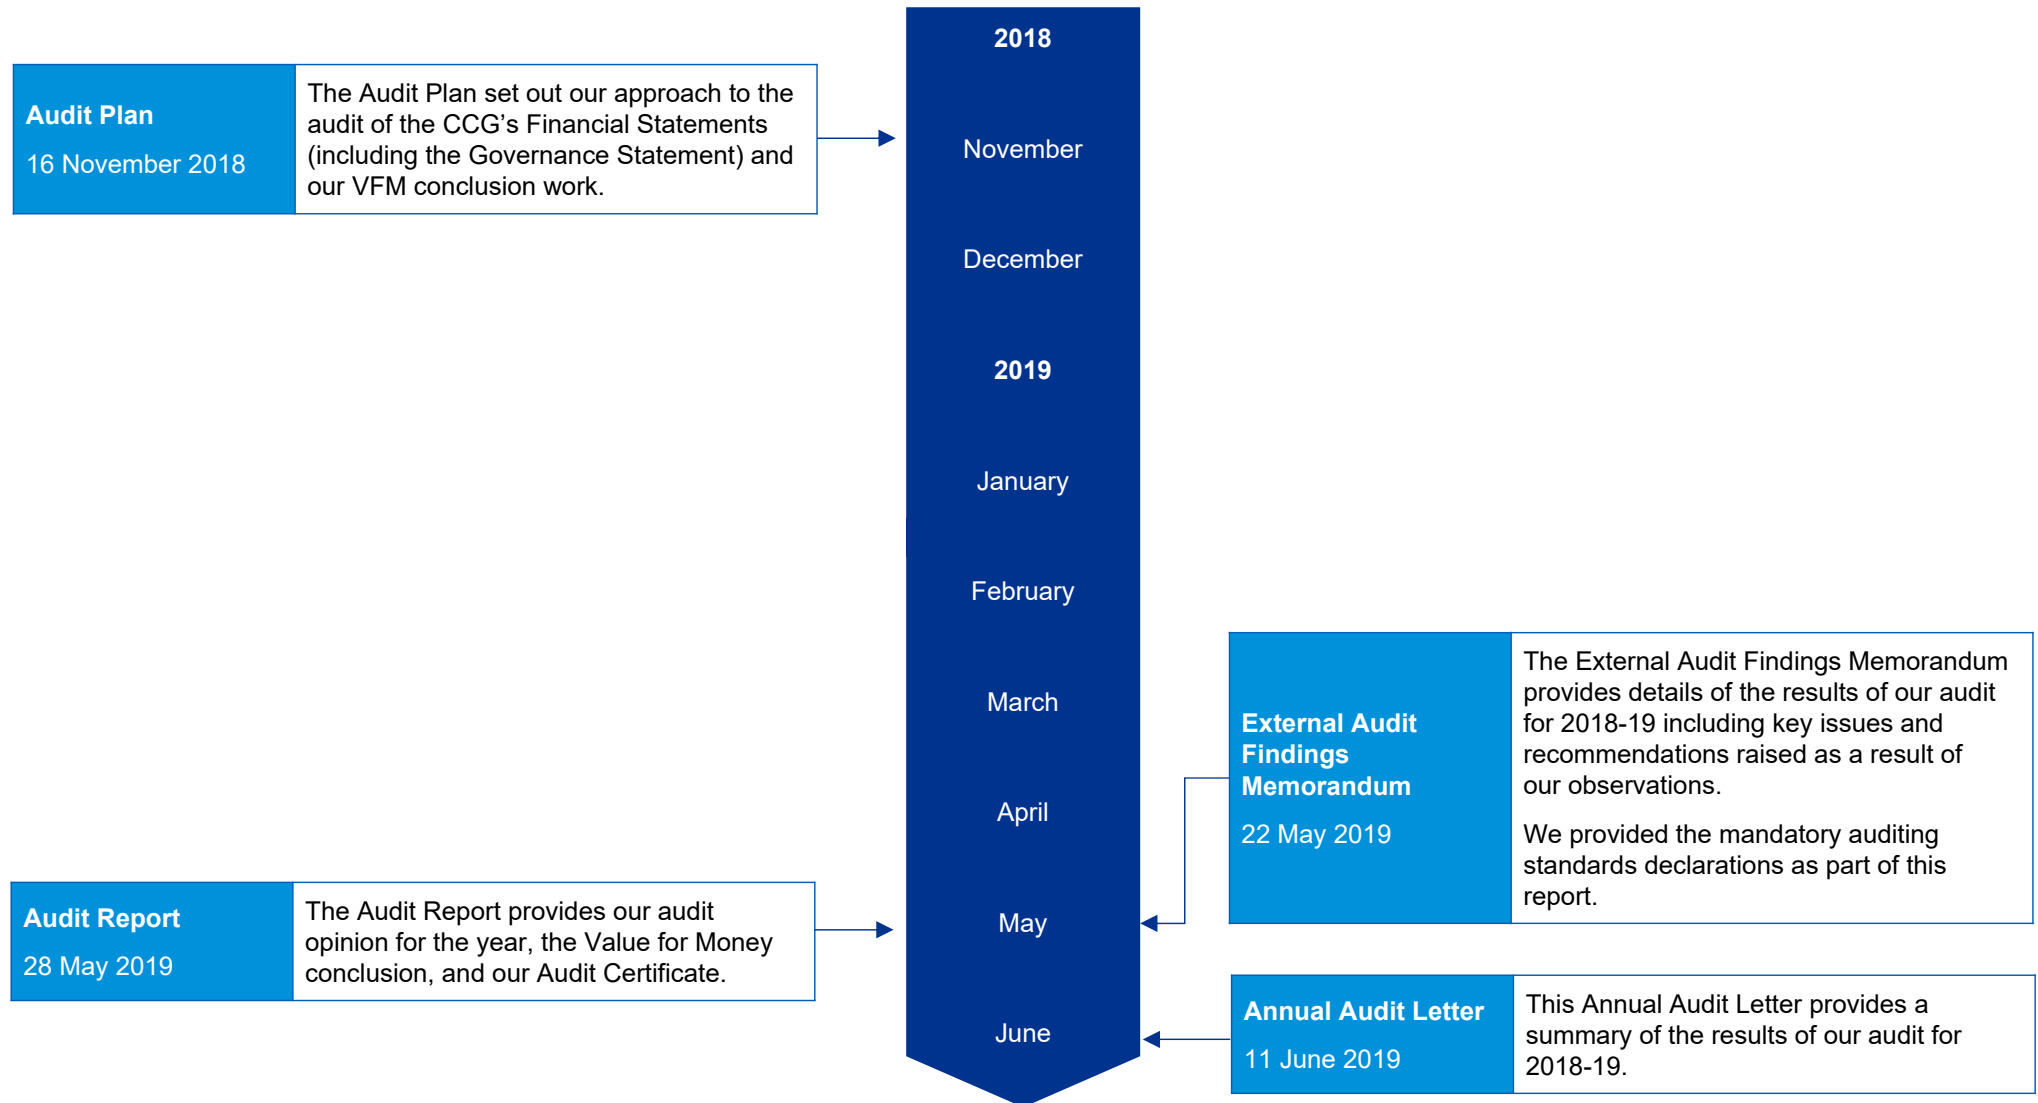 2018
Audit Plan
16 November 2018
The Audit Plan set out our approach to the
audit of the CCG’s Financial Statements
(including the Governance Statement) and
our VFM conclusion work.
November
December
2019
January
February
March
External Audit
Findings
Memorandum
22 May 2019
The External Audit Findings Memorandum
provides details of the results of our audit
for 2018-19 including key issues and
recommendations raised as a result of
our observations.
We provided the mandatory auditing
standards declarations as part of this
report.
April
Audit Report
28 May 2019
The Audit Report provides our audit
opinion for the year, the Value for Money
conclusion, and our Audit Certificate.
May
June
Annual Audit Letter
11 June 2019
This Annual Audit Letter provides a
summary of the results of our audit for
2018-19.